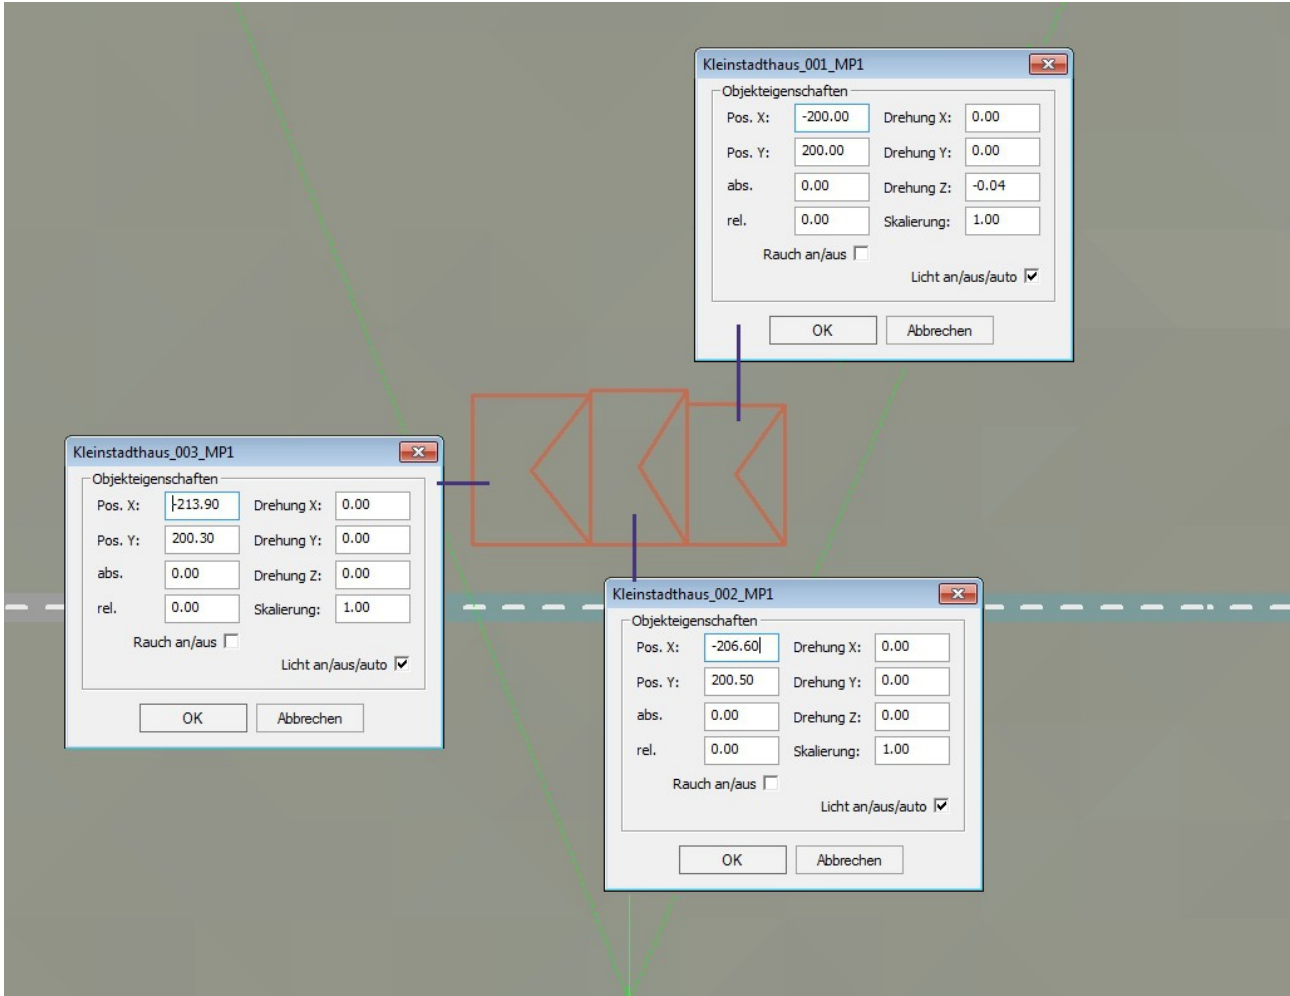 Kleinstadthaus_001_MP1
Objekteigenschaften
Pos. X: -200.00 Drehung X: 0.00
Pos. Y: 200.00 Drehung Y: 0.00
abs. 0.00 Drehung Z: -0.04
rel. 0.00 Skalierung: 1.00
Rauch an/aus
Licht an/aus/auto
OK Abbrechen
Kleinstadthaus_003_MP1
Objekteigenschaften
Pos. X: -213.90 Drehung X: 0.00
Pos. Y: 200.30 Drehung Y: 0.00
abs. 0.00 Drehung Z: 0.00
rel. 0.00 Skalierung: 1.00
Rauch an/aus
Licht an/aus/auto
OK Abbrechen
Kleinstadthaus_002_MP1
Objekteigenschaften
Pos. X: -206.60 Drehung X: 0.00
Pos. Y: 200.50 Drehung Y: 0.00
abs. 0.00 Drehung Z: 0.00
rel. 0.00 Skalierung: 1.00
Rauch an/aus
Licht an/aus/auto
OK Abbrechen